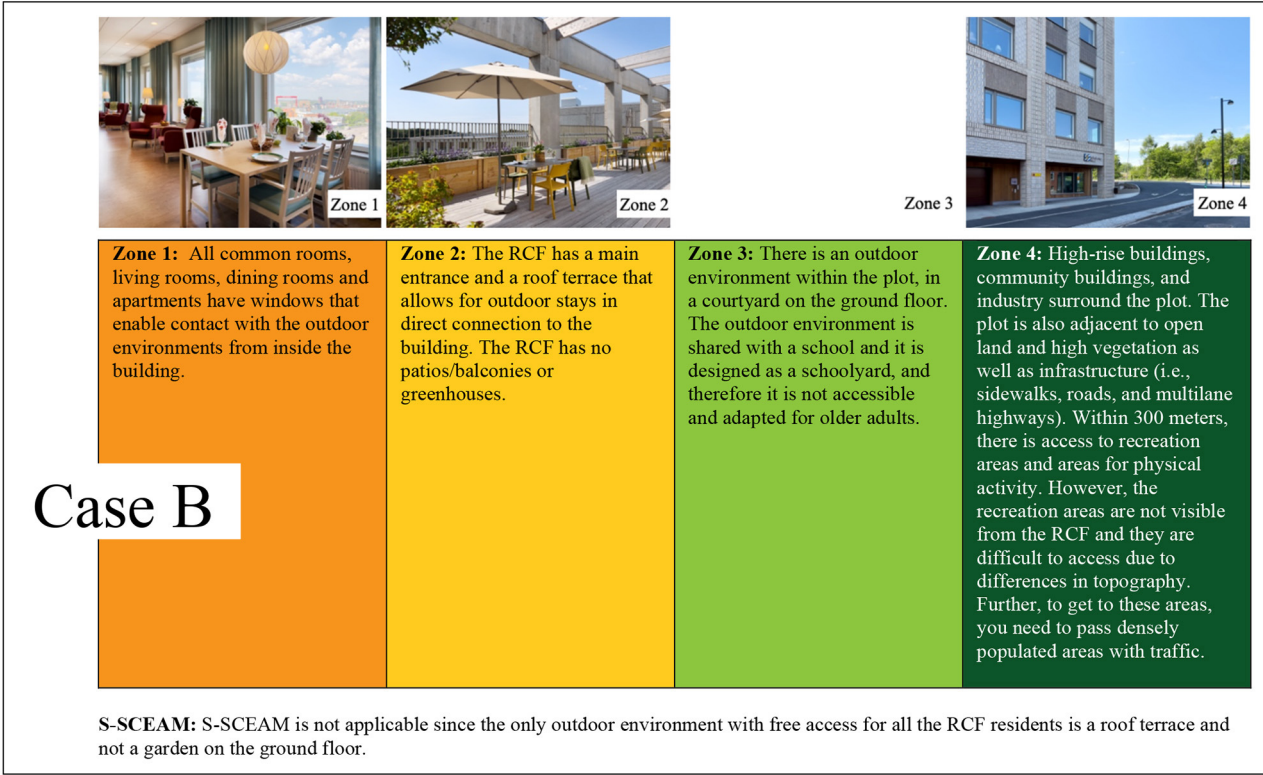 Zone 1
Zone 2
Zone 3
Zone 4
Zone 1: All common rooms,
living rooms, dining rooms and
apartments have windows that
enable contact with the outdoor
environments from inside the
building.
Zone 2: The RCF has a main
entrance and a roof terrace that
allows for outdoor stays in
direct connection to the
building. The RCF has no
patios/balconies or
greenhouses.
Zone 3: There is an outdoor
environment within the plot, in
a courtyard on the ground floor.
The outdoor environment is
shared with a school and it is
designed as a schoolyard, and
therefore it is not accessible
and adapted for older adults.
Zone 4: High-rise buildings,
community buildings, and
industry surround the plot. The
plot is also adjacent to open
land and high vegetation as
well as infrastructure (i.e.,
sidewalks, roads, and multilane
highways). Within 300 meters,
there is access to recreation
areas and areas for physical
activity. However, the
recreation areas are not visible
from the RCF and they are
difficult to access due to
differences in topography.
Further, to get to these areas,
you need to pass densely
populated areas with traffic.
Case B
S-SCEAM: S-SCEAM is not applicable since the only outdoor environment with free access for all the RCF residents is a roof terrace and
not a garden on the ground floor.